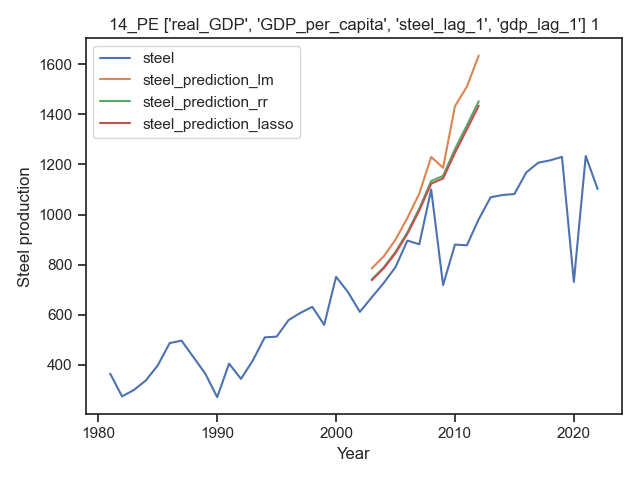 14_PE ['real_GDP', 'GDP_per_capita', 'steel_lag_1', 'gdp_lag_1'] 1
steel
steel_prediction_lm
steel_prediction_rr
steel_prediction_lasso
Steel production
1600
1400
1200
1000
800
600
400
1980
1990
2000
2010
2020
Year